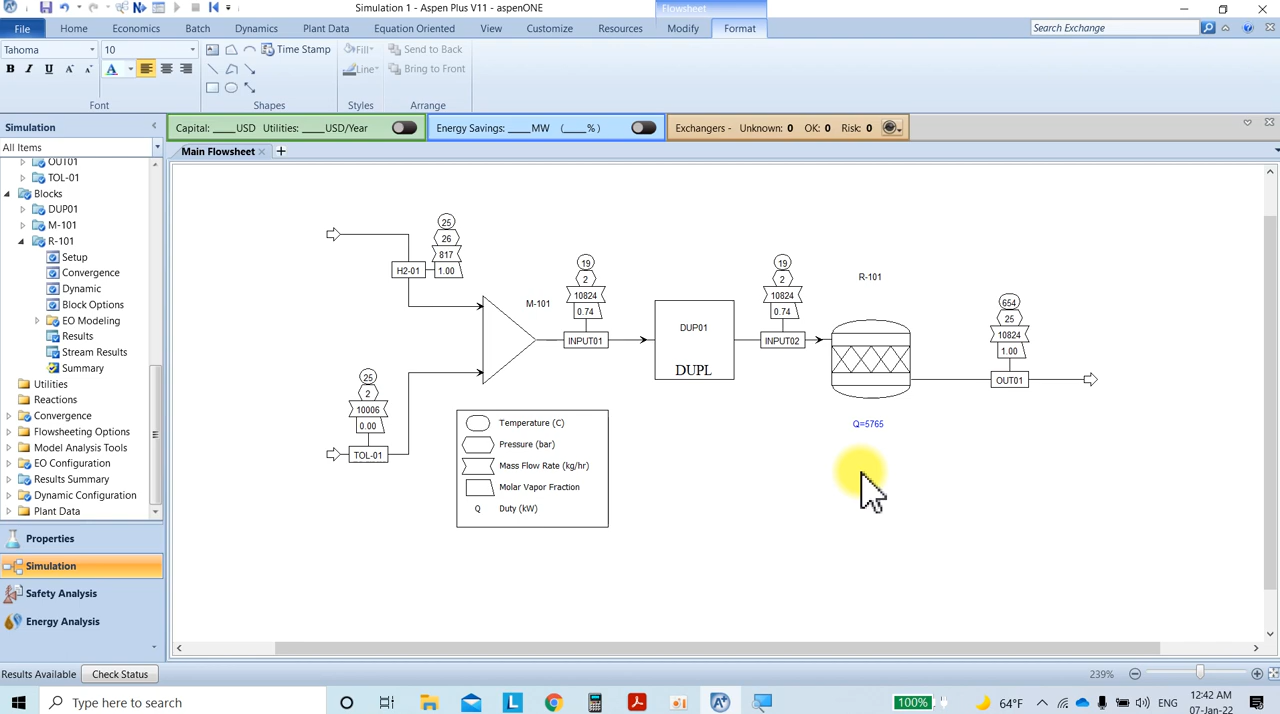 Simulation 1 - Aspen Plus V11 - aspenONE
Flowsheet
File Home Economics Batch Dynamics Plant Data Equation Oriented View Customize Resources Modify Format Search Exchange
Tahoma 10 Time Stamp Fill Send to Back
B I U A A A Line Bring to Front
Font Shapes Styles Arrange
Simulation
Capital: ____USD Utilities: ____USD/Year
Energy Savings: ____MW (____%)
Exchangers - Unknown: 0 OK: 0 Risk: 0
All Items
Main Flowsheet
OUT01
TOL-01
Blocks
DUP01
M-101
R-101
Setup
Convergence
Dynamic
Block Options
EO Modeling
Results
Stream Results
Summary
Utilities
Reactions
Convergence
Flowsheeting Options
Model Analysis Tools
EO Configuration
Results Summary
Dynamic Configuration
Plant Data
Properties
Simulation
Safety Analysis
Energy Analysis
25
26
817
1.00
H2-01
25
2
10006
0.00
TOL-01
M-101
19
2
10824
0.74
INPUT01
DUP01
DUPL
19
2
10824
0.74
INPUT02
R-101
Q=5765
654
25
10824
1.00
OUT01
Temperature (C)
Pressure (bar)
Mass Flow Rate (kg/hr)
Molar Vapor Fraction
Q Duty (kW)
Results Available Check Status 239%
Type here to search
100%
64°F
ENG
12:42 AM
07-Jan-22